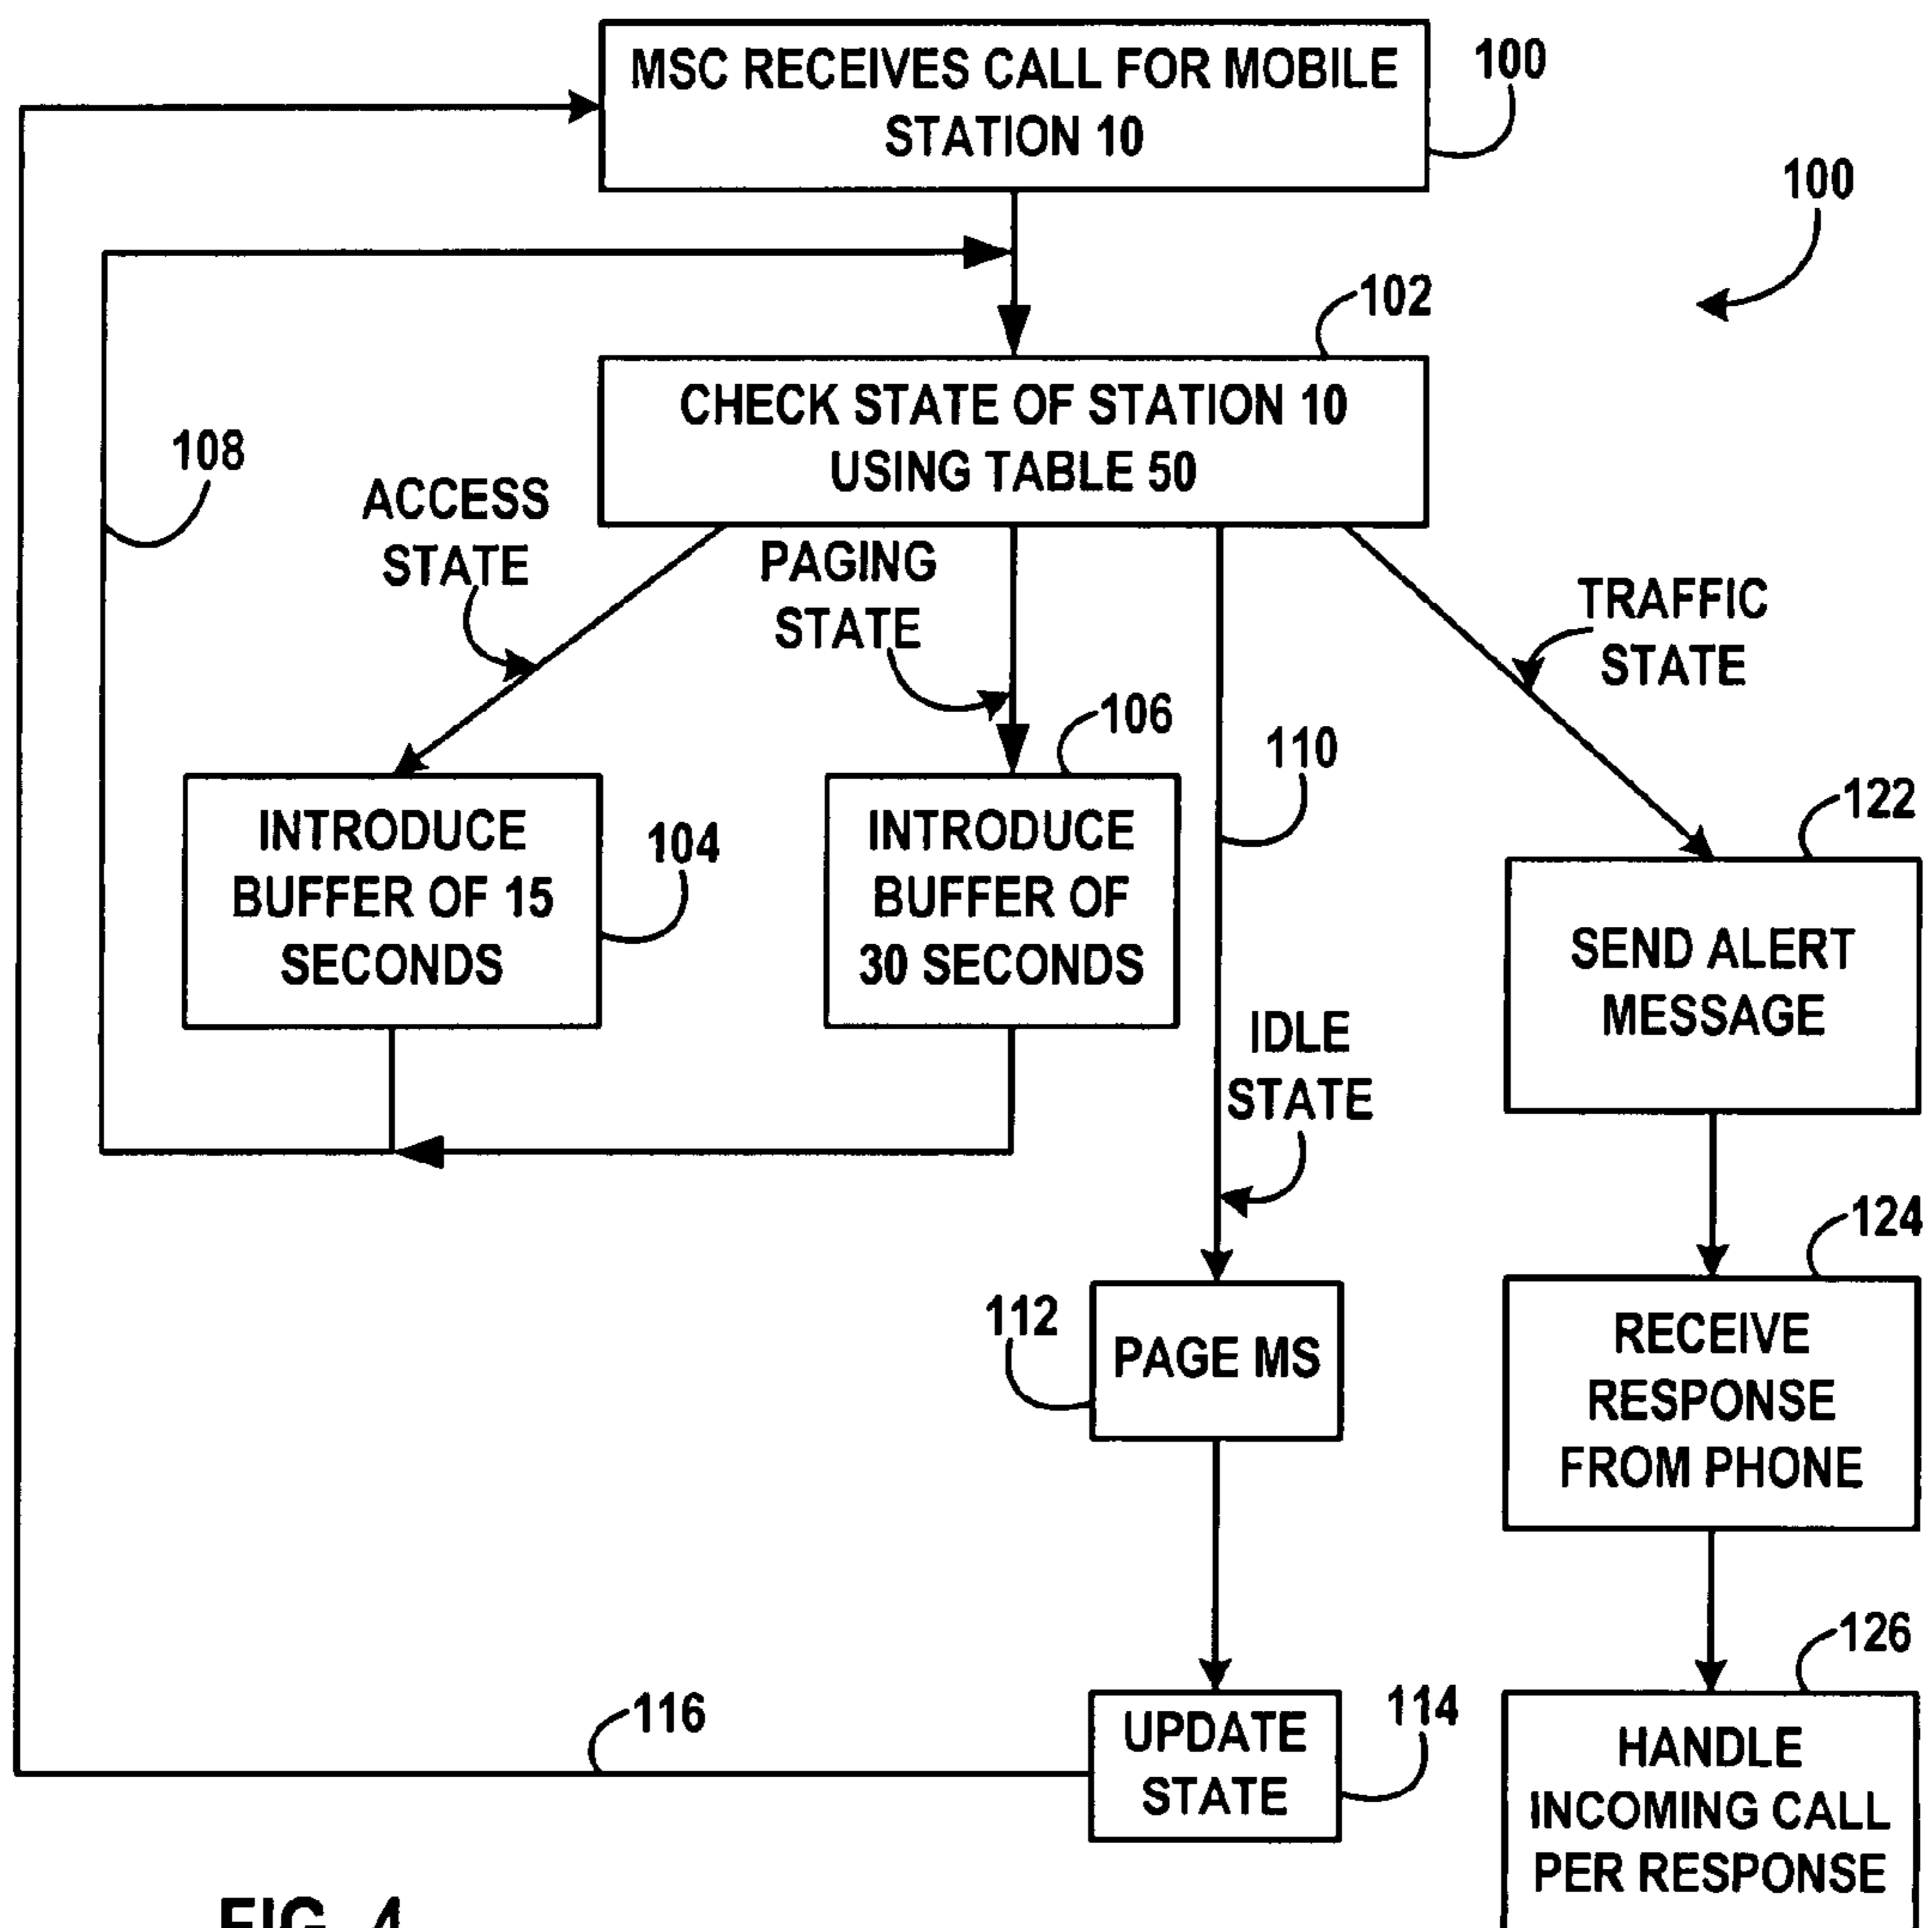 MSC RECEIVES CALL FOR MOBILE
STATION 10
100
100
102
CHECK STATE OF STATION 10
USING TABLE 50
108
ACCESS
STATE
PAGING
STATE
TRAFFIC
STATE
106
110
122
INTRODUCE
BUFFER OF 15
SECONDS
104
INTRODUCE
BUFFER OF
30 SECONDS
SEND ALERT
MESSAGE
IDLE
STATE
124
112
PAGE MS
RECEIVE
RESPONSE
FROM PHONE
126
116
UPDATE
STATE
114
HANDLE
INCOMING CALL
PER RESPONSE
FIG. 4